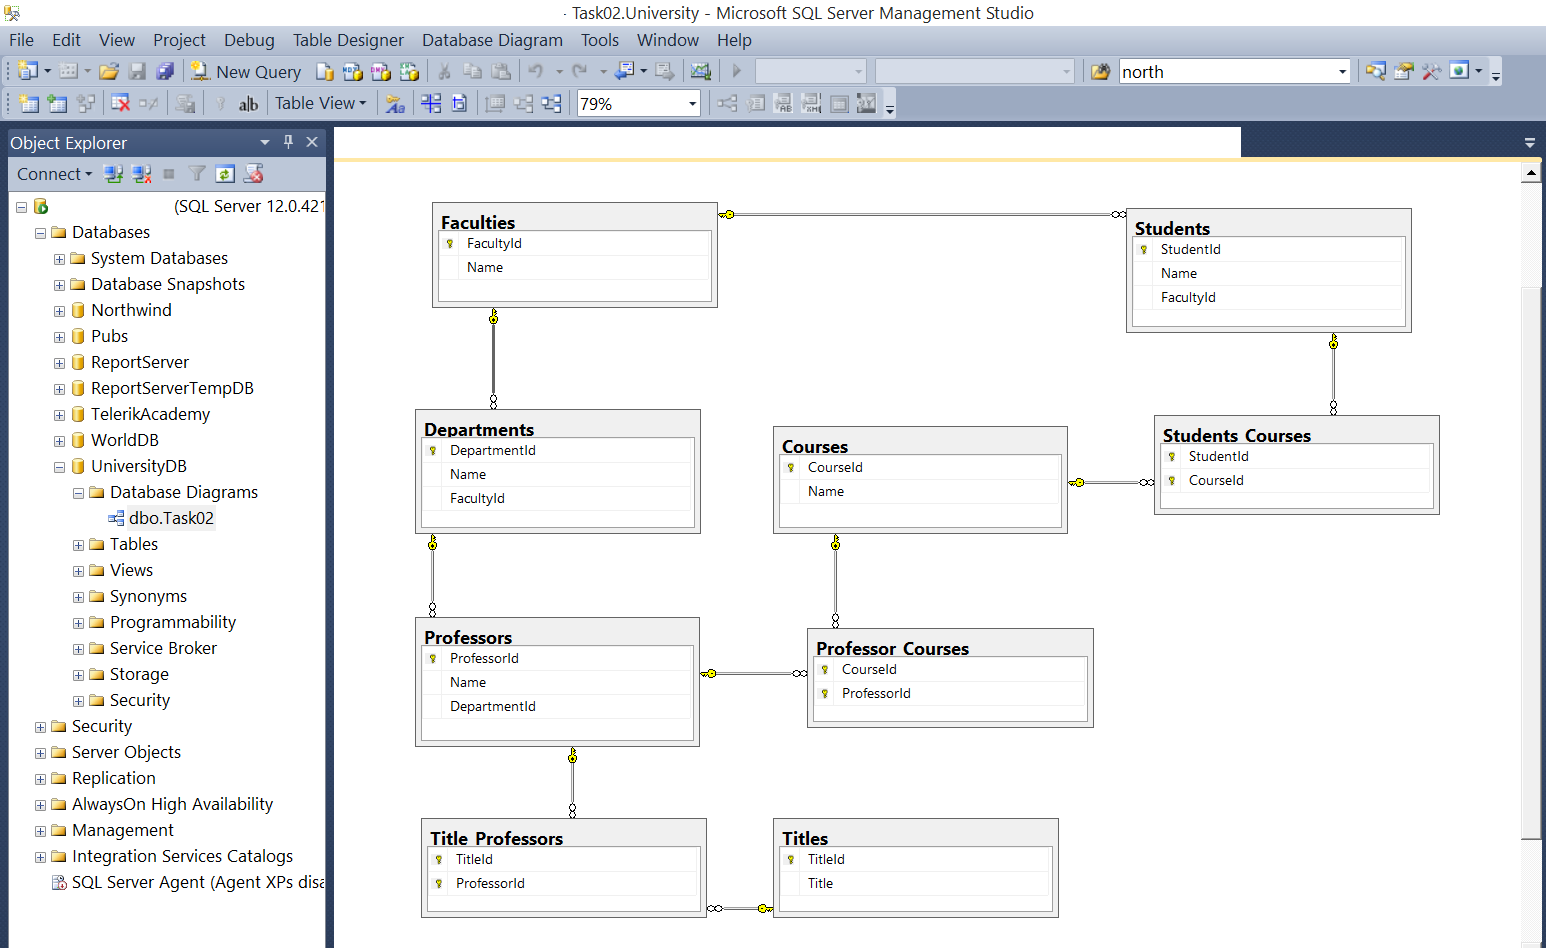 - Task02.University - Microsoft SQL Server Management Studio
File Edit View Project Debug Table Designer Database Diagram Tools Window Help
New Query
MDX
DMX
north
a|b
Table View
79%
Object Explorer
Connect
(SQL Server 12.0.421
Databases
System Databases
Database Snapshots
Northwind
Pubs
ReportServer
ReportServerTempDB
TelerikAcademy
WorldDB
UniversityDB
Database Diagrams
dbo.Task02
Tables
Views
Synonyms
Programmability
Service Broker
Storage
Security
Security
Server Objects
Replication
AlwaysOn High Availability
Management
Integration Services Catalogs
SQL Server Agent (Agent XPs disa
Faculties
FacultyId
Name
Students
StudentId
Name
FacultyId
Departments
DepartmentId
Name
FacultyId
Courses
CourseId
Name
Students_Courses
StudentId
CourseId
Professors
ProfessorId
Name
DepartmentId
Professor_Courses
CourseId
ProfessorId
Title_Professors
TitleId
ProfessorId
Titles
TitleId
Title